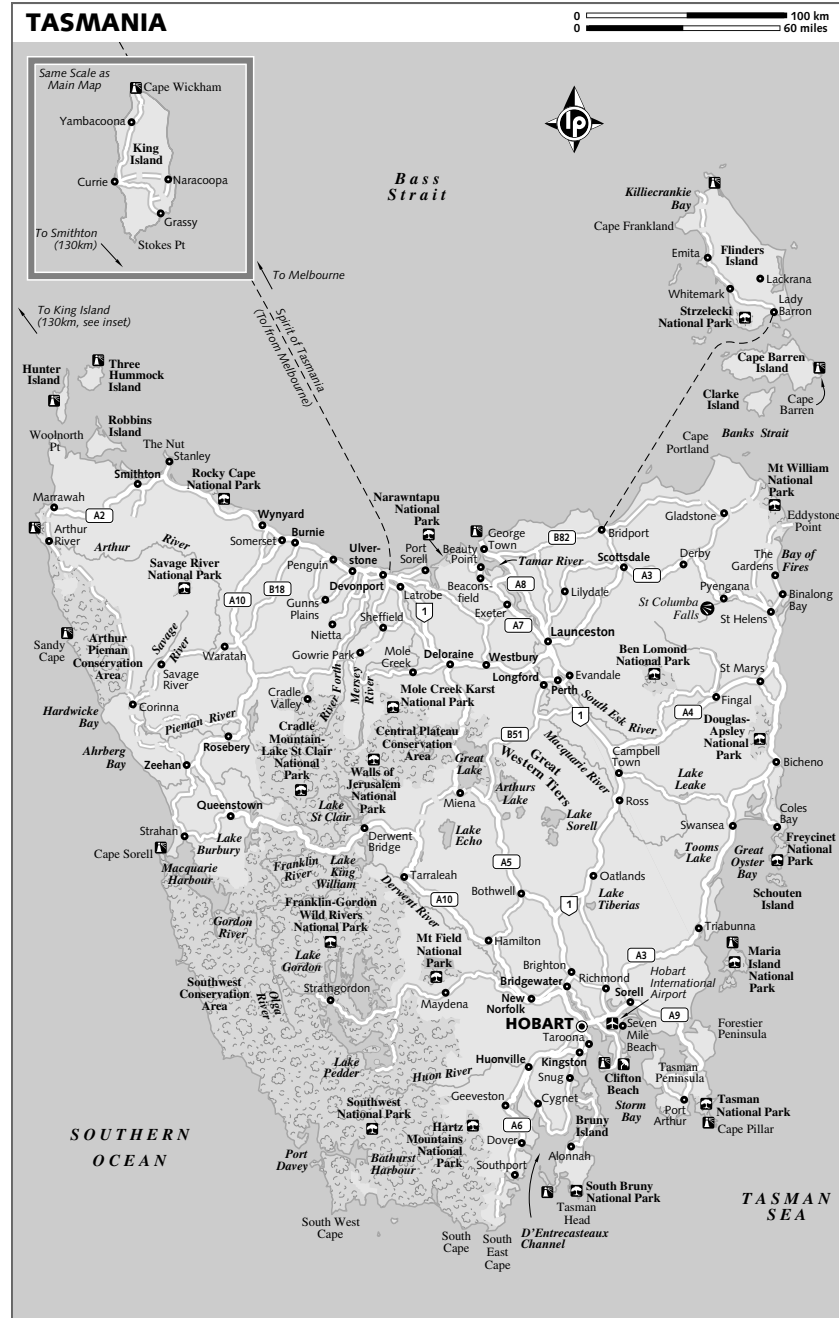 TASMANIA
0 100 km
0 60 miles
Same Scale as
Main Map
Cape Wickham
Yambacoona
King
Island
Currie
Naracoopa
Grassy
To Smithton
(130km)
Stokes Pt
lp
Bass
Strait
To Melbourne
To King Island
(130km, see inset)
Spirit of Tasmania
(To/from Melbourne)
Killiecrankie
Bay
Cape Frankland
Emita
Flinders
Island
Lackrana
Whitemark
Lady
Barron
Strzelecki
National Park
Cape Barren
Island
Clarke
Island
Cape
Barren
Banks Strait
Cape
Portland
Hunter
Island
Three
Hummock
Island
Robbins
Island
Woolnorth
Pt
The Nut
Stanley
Smithton
Rocky Cape
National Park
Marrawah
A2
Arthur
River
Arthur River
Wynyard
Somerset
Burnie
Penguin
Ulver-
stone
Devonport
Port
Sorell
Latrobe
Narawntapu
National
Park
George
Town
Beauty
Point
Beacons-
field
Tamar River
Exeter
A8
A7
B82
Bridport
Scottsdale
A3
Lilydale
Derby
Gladstone
Mt William
National
Park
Eddystone
Point
The
Gardens
Bay of
Fires
Binalong
Bay
Pyengana
St Columba
Falls
St Helens
Savage River
National Park
A10
B18
Gunns
Plains
Nietta
Sheffield
1
Gowrie Park
Mole
Creek
Deloraine
Westbury
Launceston
Longford
Perth
Evandale
Ben Lomond
National Park
St Marys
Fingal
A4
South Esk River
Sandy
Cape
Arthur
Pieman
Conservation
Area
Savage
River
Savage
River
Waratah
Corinna
Hardwicke
Bay
Pieman River
Cradle
Valley
River Forth
Mersey
River
Mole Creek Karst
National Park
Cradle
Mountain-
Lake St Clair
National
Park
Central Plateau
Conservation
Area
Walls of
Jerusalem
National
Park
Great
Lake
B51
Great
Western Tiers
1
Macquarie River
Campbell
Town
Douglas-
Apsley
National
Park
Bicheno
Ahrberg
Bay
Rosebery
Zeehan
Queenstown
Lake
St Clair
Miena
Arthurs
Lake
Lake
Sorell
Ross
Lake
Leake
Coles
Bay
Swansea
Freycinet
National
Park
Strahan
Cape Sorell
Lake
Burbury
Derwent
Bridge
Lake
Echo
Tooms
Lake
Great
Oyster
Bay
Schouten
Island
Macquarie
Harbour
Franklin
River
Lake
King
William
Tarraleah
A5
Oatlands
Lake
Tiberias
Gordon
River
Franklin-Gordon
Wild Rivers
National Park
Derwent River
A10
Bothwell
1
Triabunna
Hamilton
Maria
Island
National
Park
Southwest
Conservation
Area
Lake
Gordon
Olga
River
Strathgordon
Mt Field
National
Park
Maydena
Brighton
Bridgewater
Richmond
A3
Hobart
International
Airport
Sorell
New
Norfolk
HOBART
Seven
Mile
Beach
A9
Forestier
Peninsula
Taroona
Lake
Pedder
Huon River
Huonville
Kingston
Snug
Clifton
Beach
Tasman
Peninsula
Storm
Bay
Port
Arthur
Tasman
National Park
Cape Pillar
Southwest
National Park
Geeveston
Cygnet
Hartz
Mountains
National
Park
A6
Dover
Bruny
Island
Alonnah
Southport
South Bruny
National Park
Tasman
Head
D'Entrecasteaux
Channel
Port
Davey
Bathurst
Harbour
South West
Cape
South
Cape
South
East
Cape
SOUTHERN
OCEAN
TASMAN
SEA